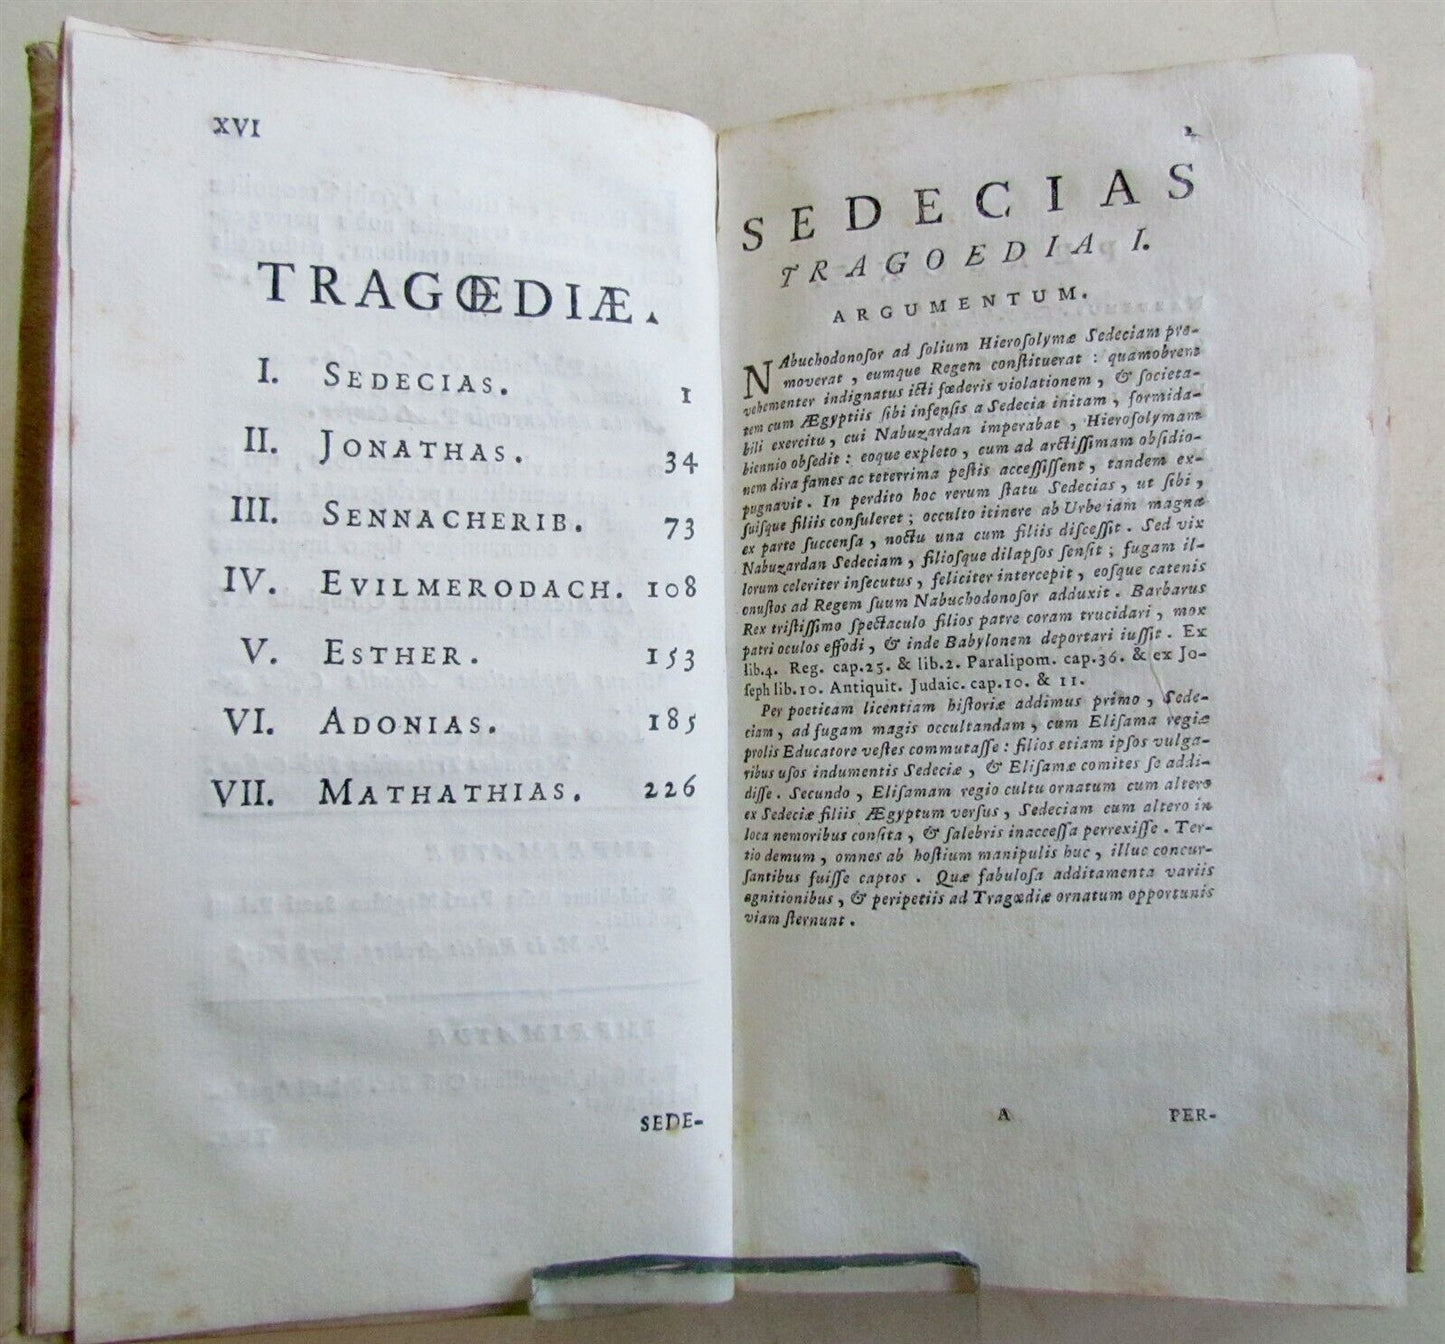 XVI
TRAGŒDIÆ.
I. SEDECIAS. 1
II. JONATHAS. 34
III. SENNACHERIB. 73
IV. EVILMERODACH. 108
V. ESTHER. 153
VI. ADONIAS. 185
VII. MATHATHIAS. 226
SEDE-
SEDECIAS
TRAGOEDIA I.
ARGUMENTUM.
NAbuchodonoſor ad ſolium Hieroſolymæ Sedeciam pro-
moverat, eumque Regem conſtituerat: quamobrem
vehementer indignatus icti fœderis violationem, & ſocieta-
tem cum Ægyptiis ſibi infenſis a Sedecia initam, formida-
bili exercitu, cui Nabuzardan imperabat, Hieroſolymam
biennio obſedit: eoque expleto, cum ad arctiſſimam obſidio-
nem dira fames ac teterrima peſtis acceſſiſſent, tandem ex-
pugnavit. In perdito hoc rerum ſtatu Sedecias, ut ſibi,
ſuiſque filiis conſuleret; occulto itinere ab Urbe iam magna
ex parte ſuccenſa, noctu una cum filiis diſceſſit. Sed vix
Nabuzardan Sedeciam, filioſque dilapſos ſenſit; fugam il-
lorum celeriter inſecutus, feliciter intercepit, eoſque catenis
onuſtos ad Regem ſuum Nabuchodonoſor adduxit. Barbarus
Rex triſtiſſimo ſpectaculo filios patre coram trucidari, mox
patri oculos effodi, & inde Babylonem deportari iuſſit. Ex
lib.4. Reg. cap.25. & lib.2. Paralipom. cap.36. & ex Jo-
ſeph lib.10. Antiquit. Judaic. cap.10. & 11.
Per poeticam licentiam hiſtoriæ addimus primo, Sede-
ciam, ad fugam magis occultandam, cum Eliſama regiæ
prolis Educatore veſtes commutaſſe: filios etiam ipſos vulga-
ribus uſos indumentis Sedeciæ, & Eliſamæ comites ſe addi-
diſſe. Secundo, Eliſamam regio cultu ornatum cum altero
ex Sedeciæ filiis Ægyptum verſus, Sedeciam cum altero in
loca nemoribus conſita, & ſalebris inacceſſa perrexiſſe. Ter-
tio demum, omnes ab hoſtium manipulis huc, illuc concur-
ſantibus fuiſſe captos. Quæ fabuloſa additamenta variis
agnitionibus, & peripetiis ad Tragœdiæ ornatum opportunis
viam ſternunt.
A PER-